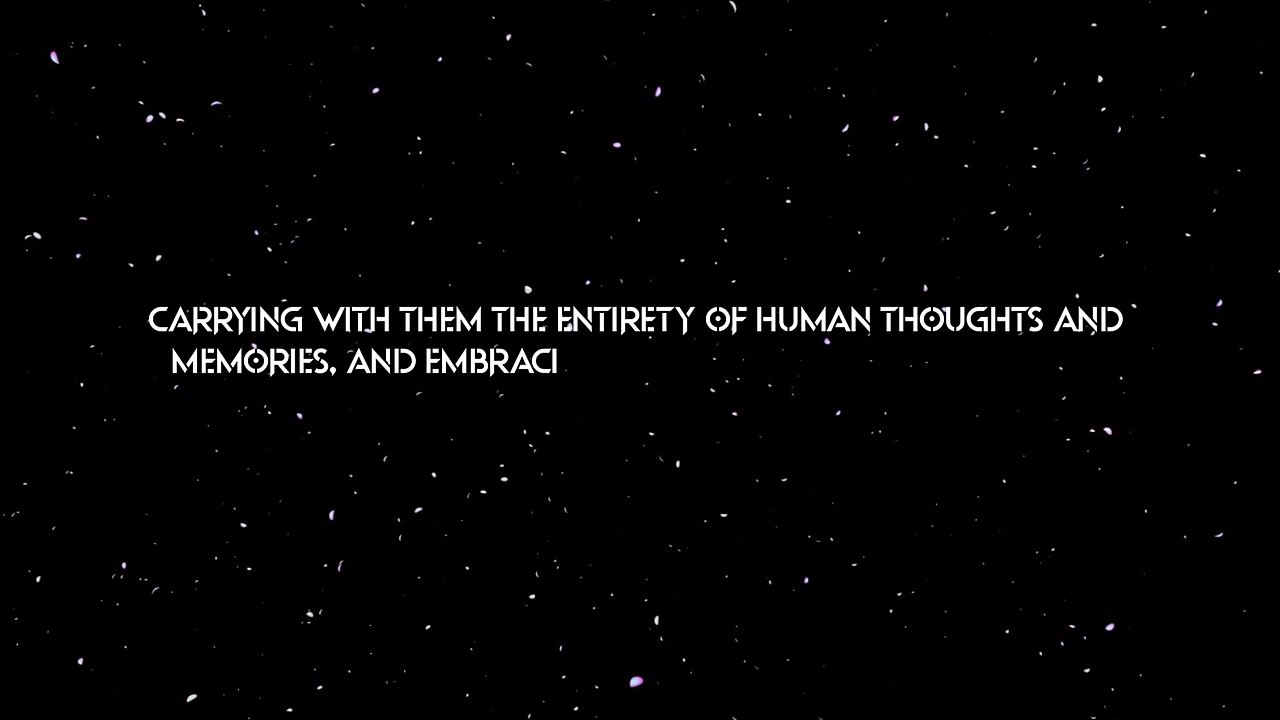 CARRYING WITH THEM THE ENTIRETY OF HUMAN THOUGHTS AND
MEMORIES, AND EMBRACI